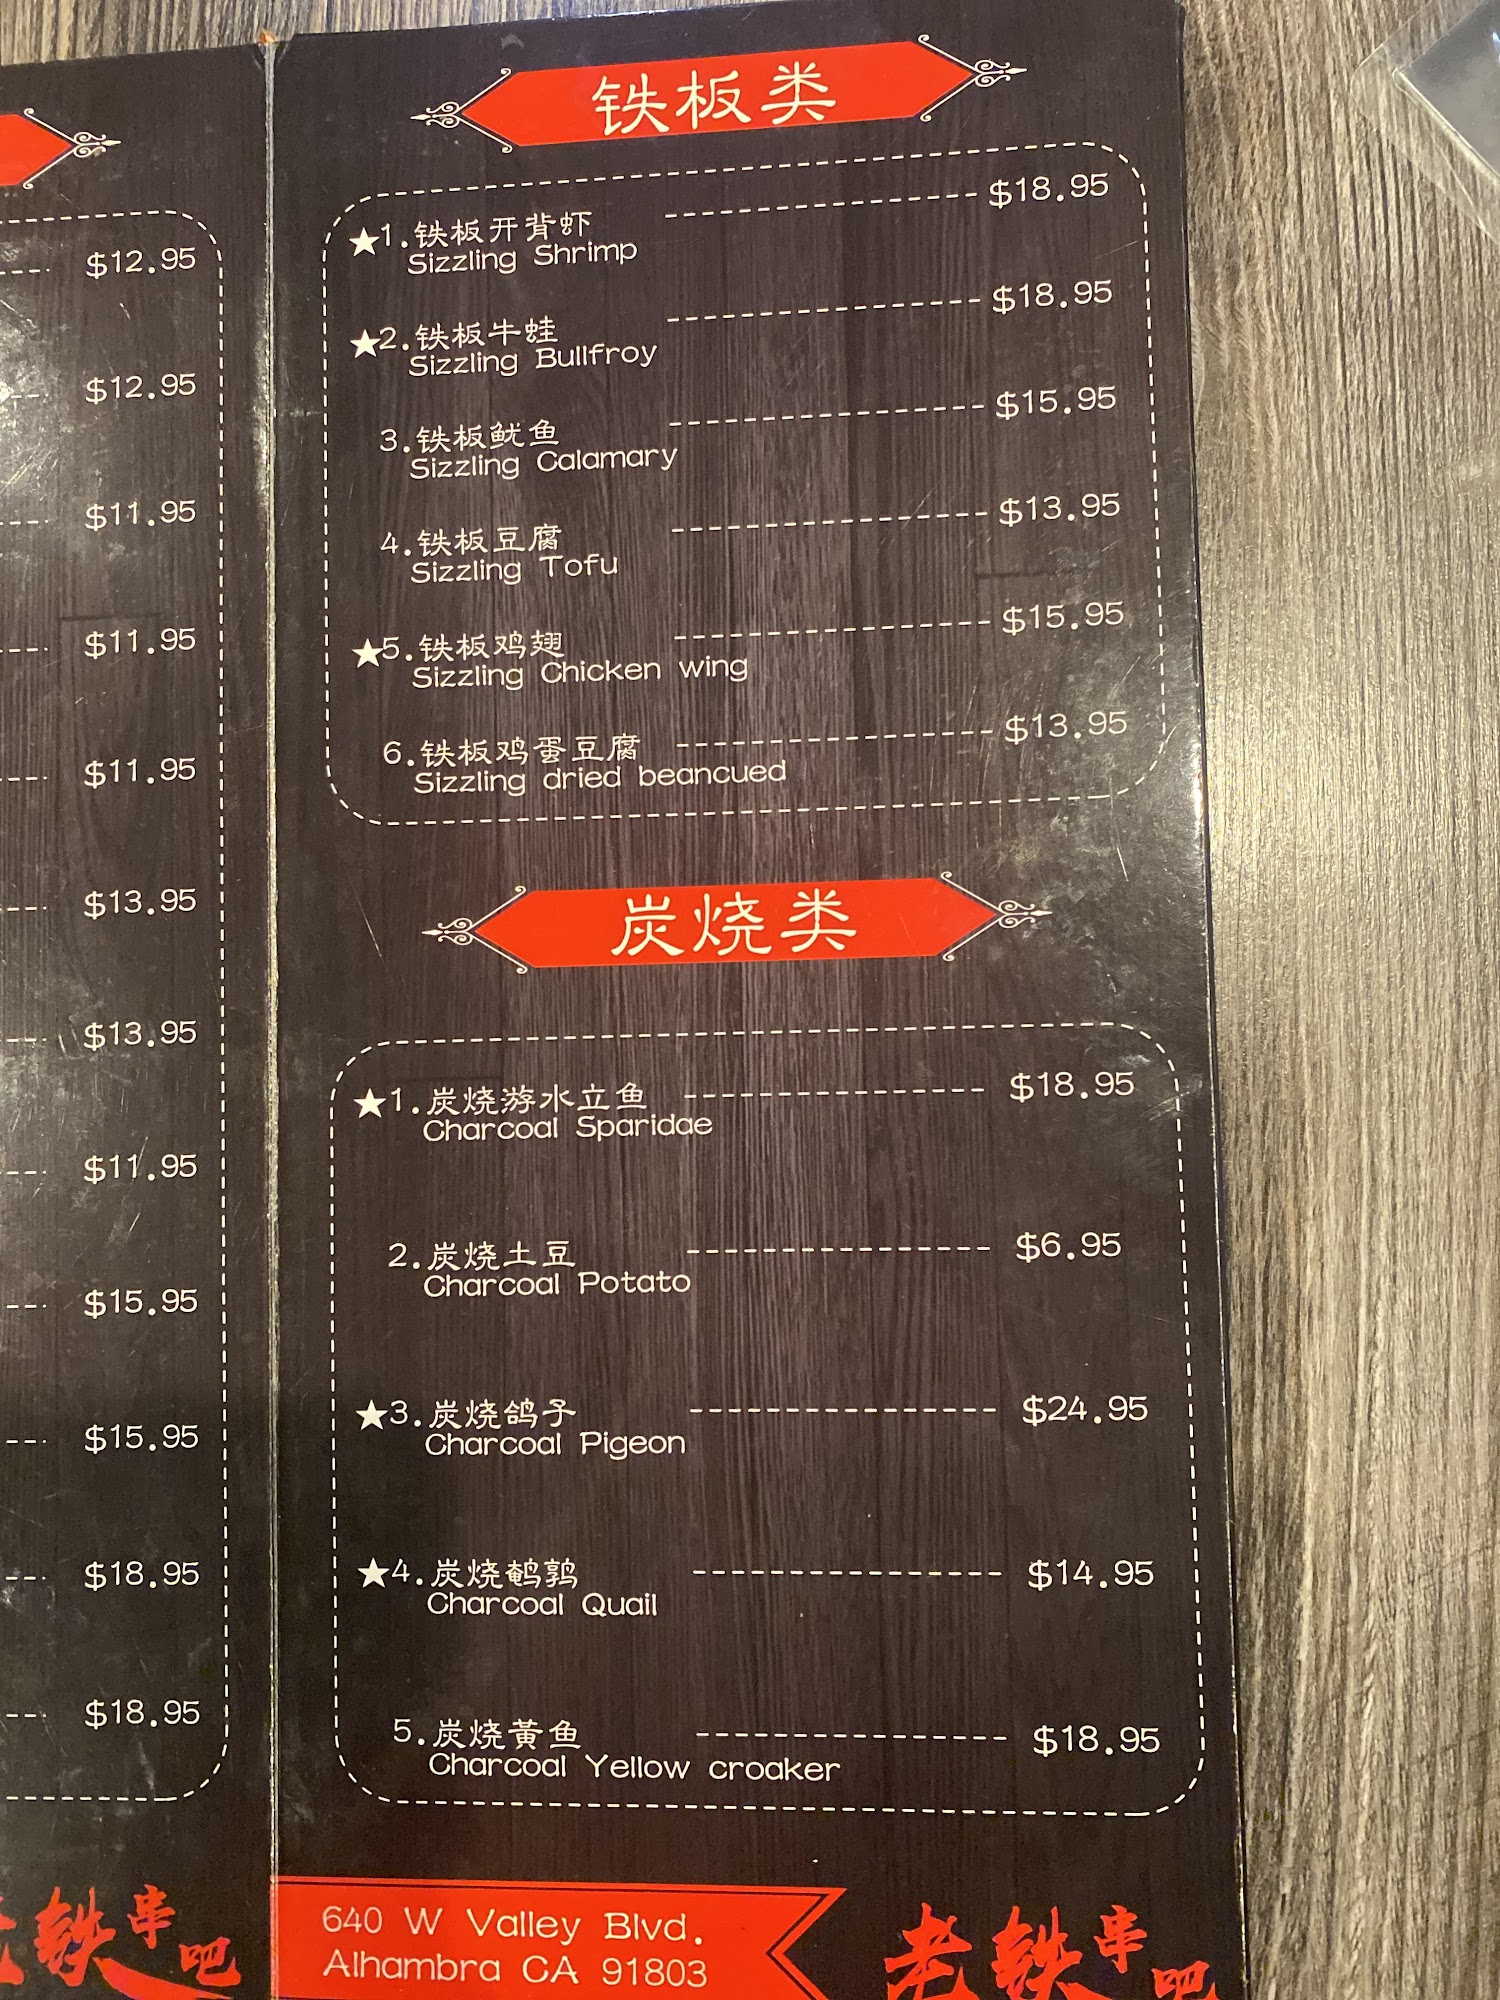 $12.95
$12.95
$11.95
$11.95
$11.95
$13.95
$13.95
$11.95
$15.95
$15.95
$18.95
$18.95
铁串吧
铁板类
★1.铁板开背虾 $18.95
Sizzling Shrimp
★2.铁板牛蛙 $18.95
Sizzling Bullfroy
3.铁板鱿鱼 $15.95
Sizzling Calamary
4.铁板豆腐 $13.95
Sizzling Tofu
★5.铁板鸡翅 $15.95
Sizzling Chicken wing
6.铁板鸡蛋豆腐 $13.95
Sizzling dried beancued
炭烧类
★1.炭烧游水立鱼 $18.95
Charcoal Sparidae
2.炭烧土豆 $6.95
Charcoal Potato
★3.炭烧鸽子 $24.95
Charcoal Pigeon
★4.炭烧鹌鹑 $14.95
Charcoal Quail
5.炭烧黄鱼 $18.95
Charcoal Yellow croaker
640 W Valley Blvd.
Alhambra CA 91803
老铁串吧